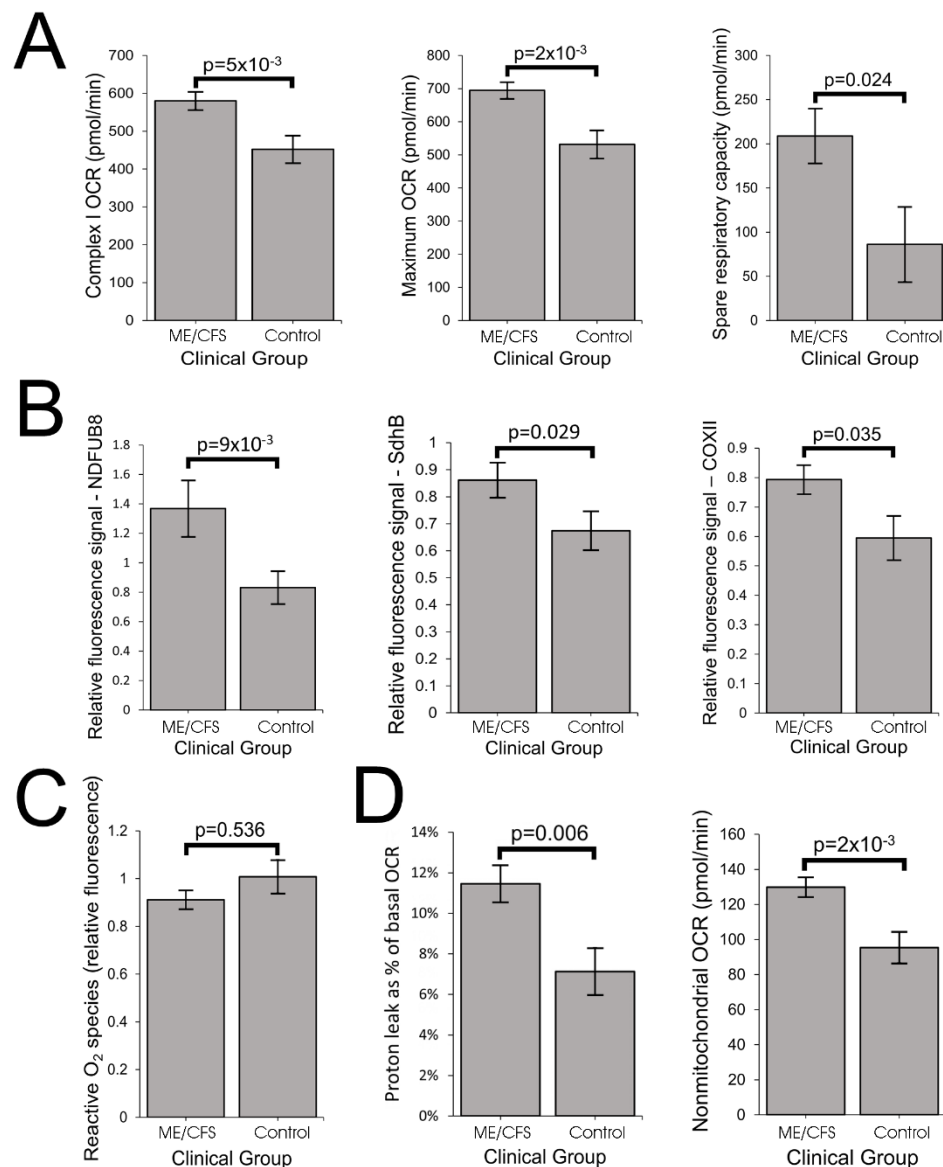 A
Complex I OCR (pmol/min)
700
600
500
400
300
200
100
0
p=5x10⁻³
ME/CFS Control
Clinical Group
Maximum OCR (pmol/min)
800
700
600
500
400
300
200
100
0
p=2x10⁻³
ME/CFS Control
Clinical Group
Spare respiratory capacity (pmol/min)
300
250
200
150
100
50
0
p=0.024
ME/CFS Control
Clinical Group
B
Relative fluorescence signal - NDFUB8
1.8
1.6
1.4
1.2
1
0.8
0.6
0.4
0.2
0
p=9x10⁻³
ME/CFS Control
Clinical Group
Relative fluorescence signal - SdhB
1
0.9
0.8
0.7
0.6
0.5
0.4
0.3
0.2
0.1
0
p=0.029
ME/CFS Control
Clinical Group
Relative fluorescence signal – COXII
1
0.9
0.8
0.7
0.6
0.5
0.4
0.3
0.2
0.1
0
p=0.035
ME/CFS Control
Clinical Group
C
Reactive O₂ species (relative fluorescence)
1.2
1
0.8
0.6
0.4
0.2
0
p=0.536
ME/CFS Control
Clinical Group
D
Proton leak as % of basal OCR
14%
12%
10%
8%
6%
4%
2%
0%
p=0.006
ME/CFS Control
Clinical Group
Nonmitochondrial OCR (pmol/min)
160
140
120
100
80
60
40
20
0
p=2x10⁻³
ME/CFS Control
Clinical Group